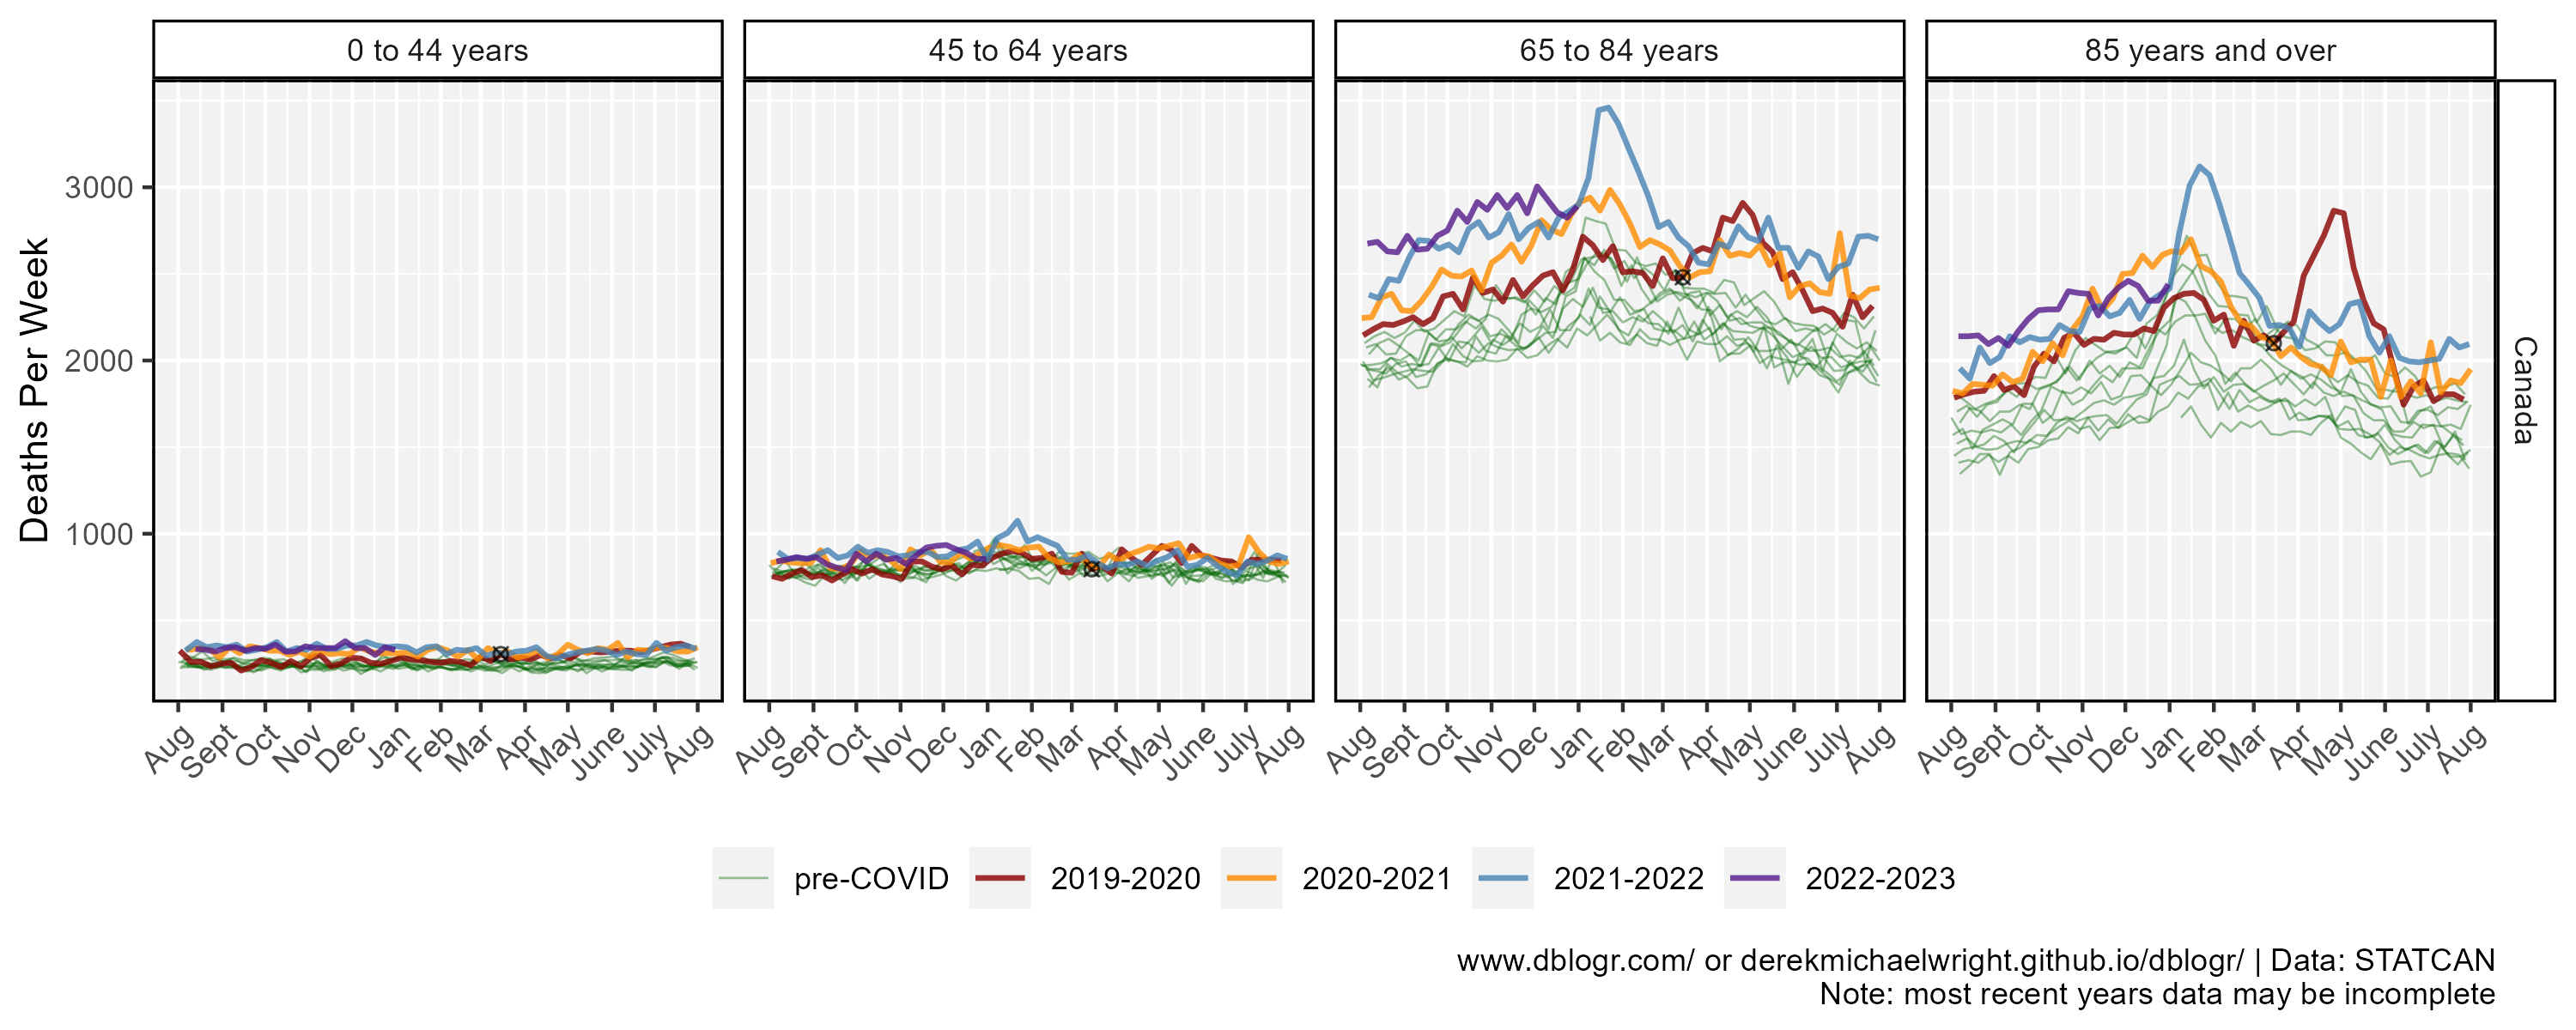 0 to 44 years
45 to 64 years
65 to 84 years
85 years and over
Canada
Deaths Per Week
3000
2000
1000
Aug Sept Oct Nov Dec Jan Feb Mar Apr May June July Aug
Aug Sept Oct Nov Dec Jan Feb Mar Apr May June July Aug
Aug Sept Oct Nov Dec Jan Feb Mar Apr May June July Aug
Aug Sept Oct Nov Dec Jan Feb Mar Apr May June July Aug
pre-COVID 2019-2020 2020-2021 2021-2022 2022-2023
www.dblogr.com/ or derekmichaelwright.github.io/dblogr/ | Data: STATCAN
Note: most recent years data may be incomplete